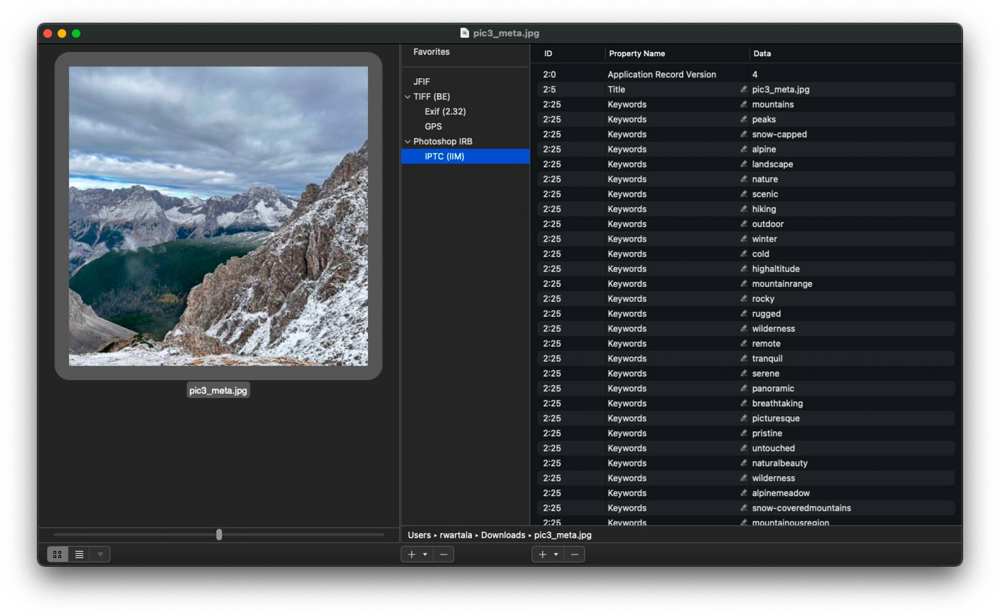 pic3_meta.jpg
pic3_meta.jpg
Favorites
JFIF
TIFF (BE)
Exif (2.32)
GPS
Photoshop IRB
IPTC (IIM)
ID Property Name Data
2:0 Application Record Version 4
2:5 Title pic3_meta.jpg
2:25 Keywords mountains
2:25 Keywords peaks
2:25 Keywords snow-capped
2:25 Keywords alpine
2:25 Keywords landscape
2:25 Keywords nature
2:25 Keywords scenic
2:25 Keywords hiking
2:25 Keywords outdoor
2:25 Keywords winter
2:25 Keywords cold
2:25 Keywords highaltitude
2:25 Keywords mountainrange
2:25 Keywords rocky
2:25 Keywords rugged
2:25 Keywords wilderness
2:25 Keywords remote
2:25 Keywords tranquil
2:25 Keywords serene
2:25 Keywords panoramic
2:25 Keywords breathtaking
2:25 Keywords picturesque
2:25 Keywords pristine
2:25 Keywords untouched
2:25 Keywords naturalbeauty
2:25 Keywords wilderness
2:25 Keywords alpinemeadow
2:25 Keywords snow-coveredmountains
2:25 Keywords mountainousregion
Users ▸ rwartala ▸ Downloads ▸ pic3_meta.jpg